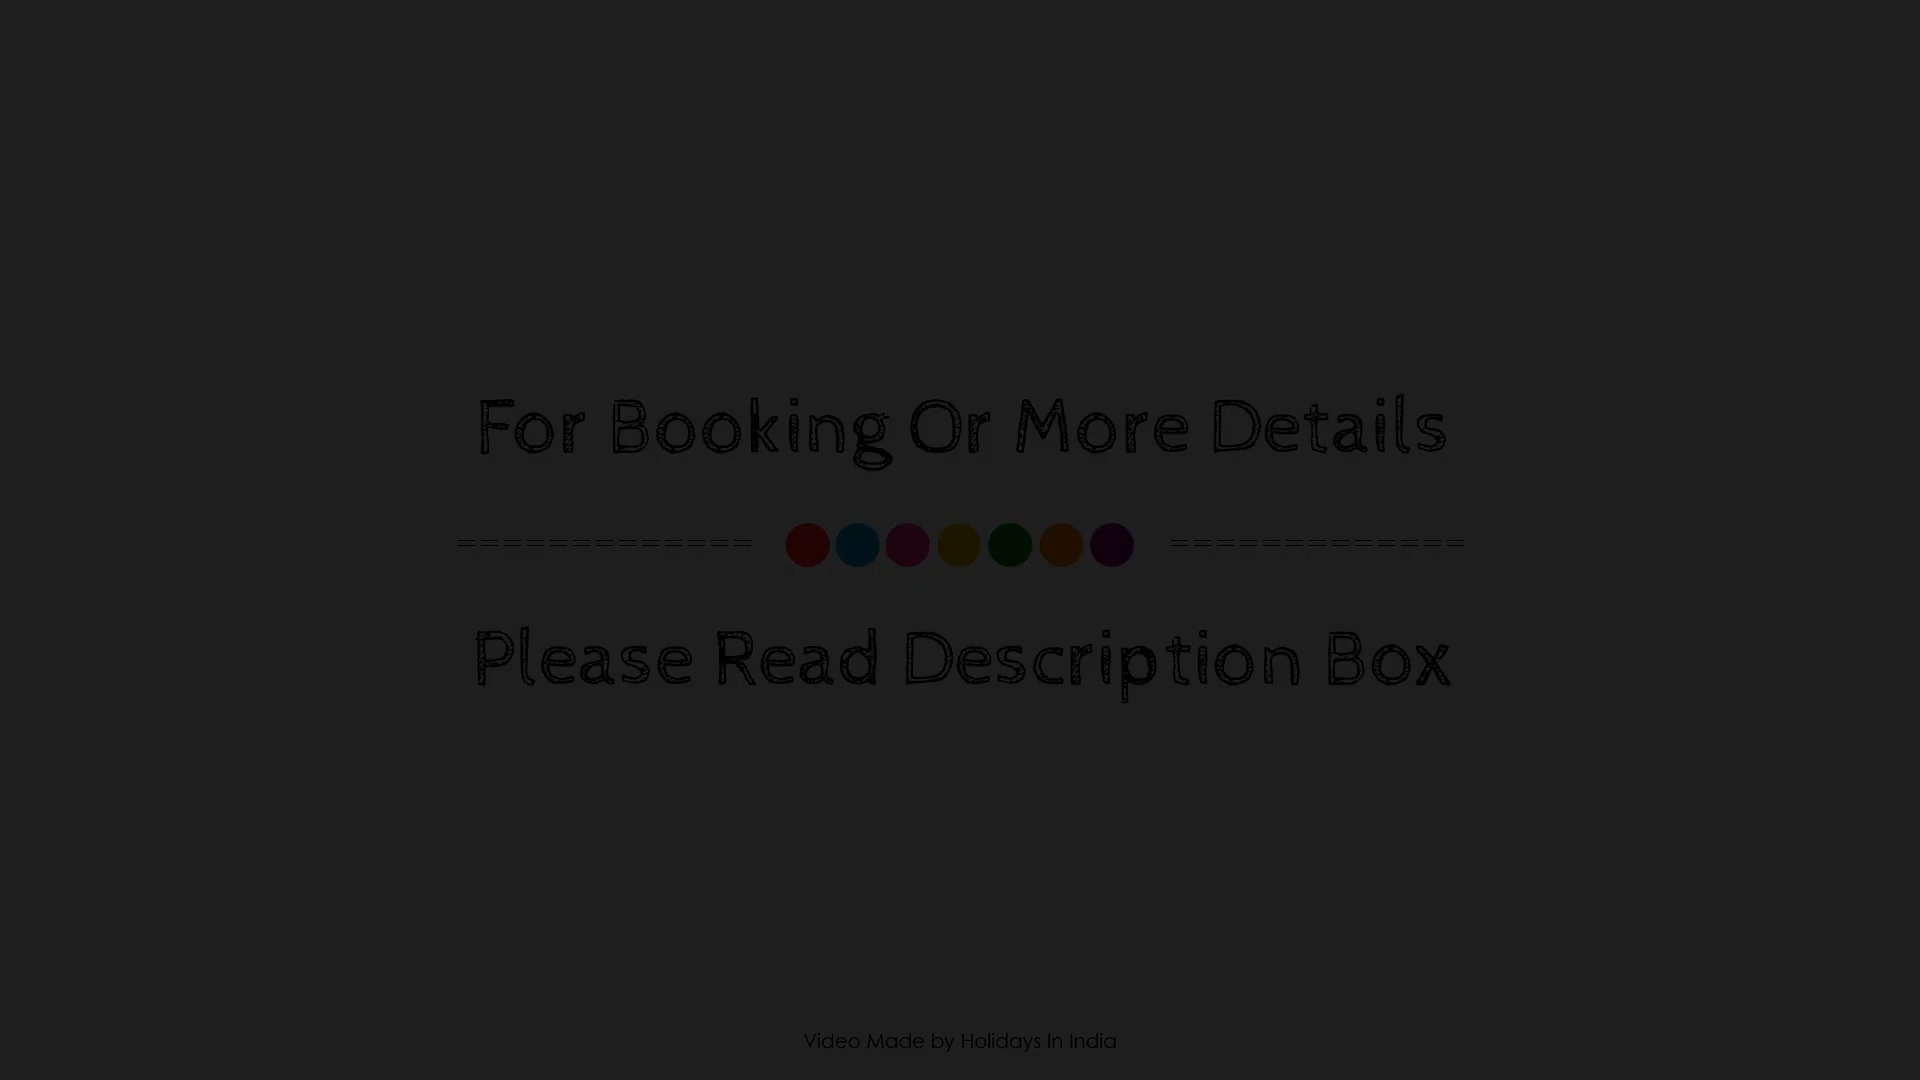 For Booking Or More Details
============= =============
Please Read Description Box
Video Made by Holidays In India